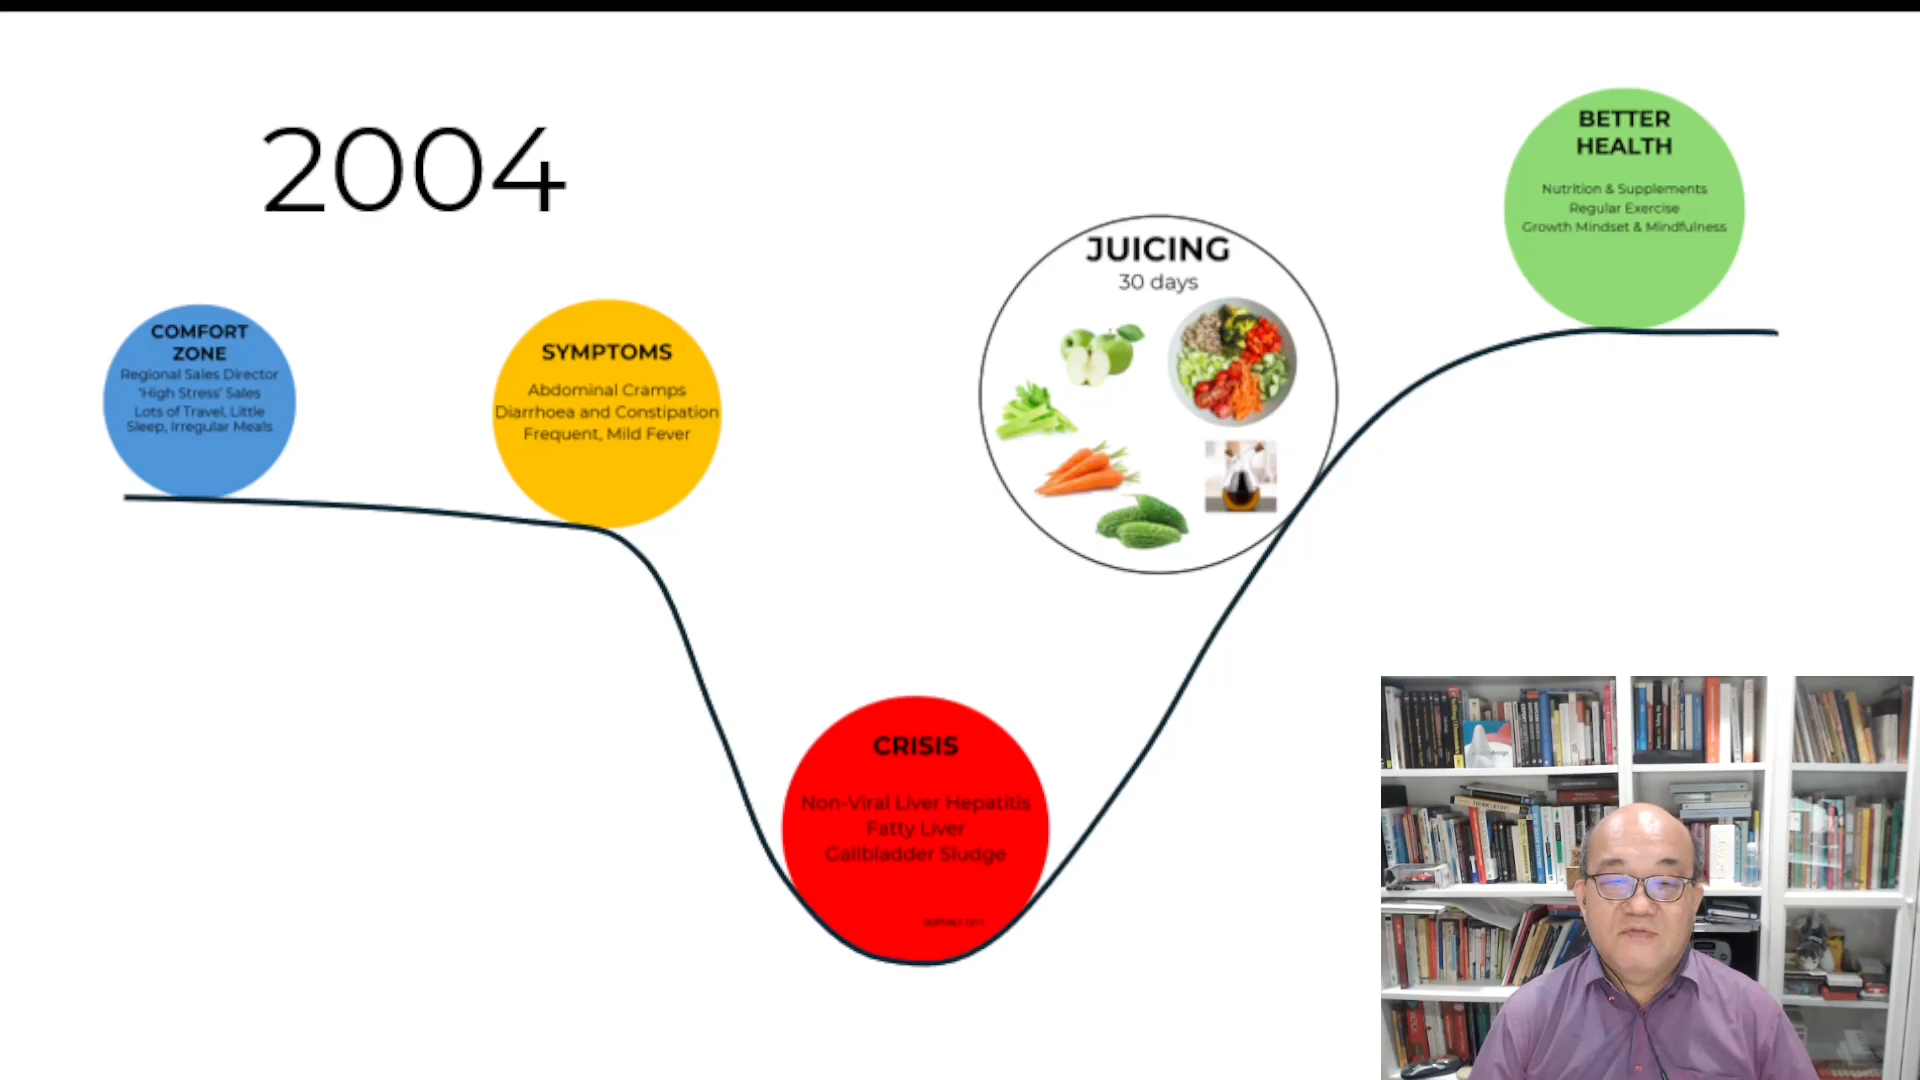 2004
COMFORT
ZONE
Regional Sales Director
'High Stress' Sales
Lots of Travel, Little
Sleep, Irregular Meals
SYMPTOMS
Abdominal Cramps
Diarrhoea and Constipation
Frequent, Mild Fever
CRISIS
Non-Viral Liver Hepatitis
Fatty Liver
Gallbladder Sludge
JUICING
30 days
BETTER
HEALTH
Nutrition & Supplements
Regular Exercise
Growth Mindset & Mindfulness